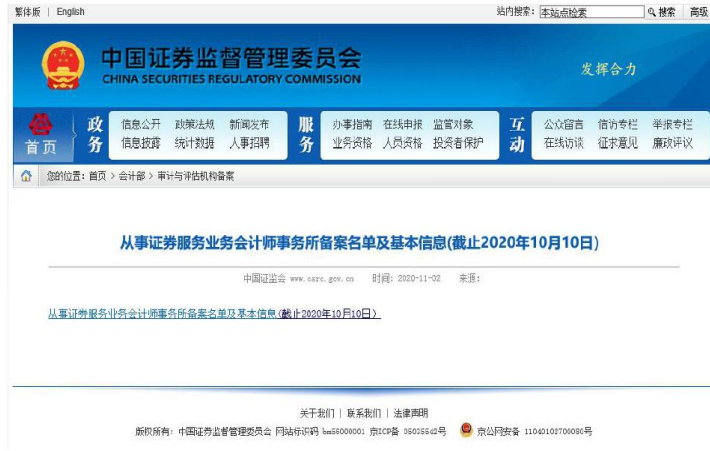 繁体版 | English 站内搜索: 本站点检索 搜索 高级
中国证券监督管理委员会
CHINA SECURITIES REGULATORY COMMISSION
发挥合力
首页 政务 信息公开 政策法规 新闻发布 服务 办事指南 在线申报 监管对象 互动 公众留言 信访专栏 举报专栏
信息披露 统计数据 人事招聘 业务资格 人员资格 投资者保护 在线访谈 征求意见 廉政评议
您的位置: 首页 > 会计部 > 审计与评估机构备案
从事证券服务业务会计师事务所备案名单及基本信息(截止2020年10月10日)
中国证监会 www.csrc.gov.cn 时间: 2020-11-02 来源:
从事证券服务业务会计师事务所备案名单及基本信息(截止2020年10月10日)
关于我们 | 联系我们 | 法律声明
版权所有: 中国证券监督管理委员会 网站标识码 bm56000001 京ICP备 05035542号 京公网安备 11040102700080号